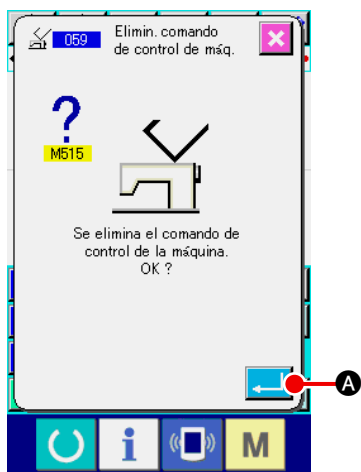 059
Elimin. comando
de control de máq.
?
M515
Se elimina el comando de
control de la máquina.
OK ?
A
i
M